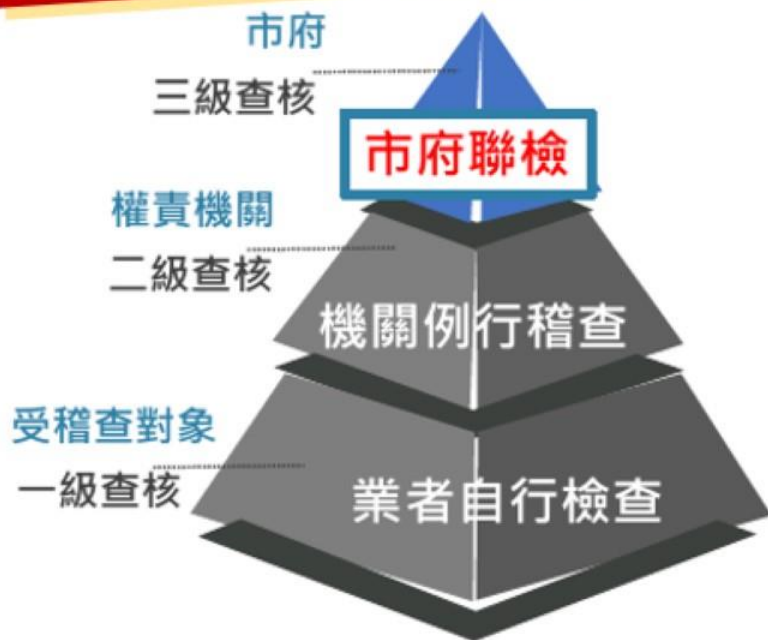 市府
三級查核
市府聯檢
權責機關
二級查核
機關例行稽查
受稽查對象
一級查核
業者自行檢查